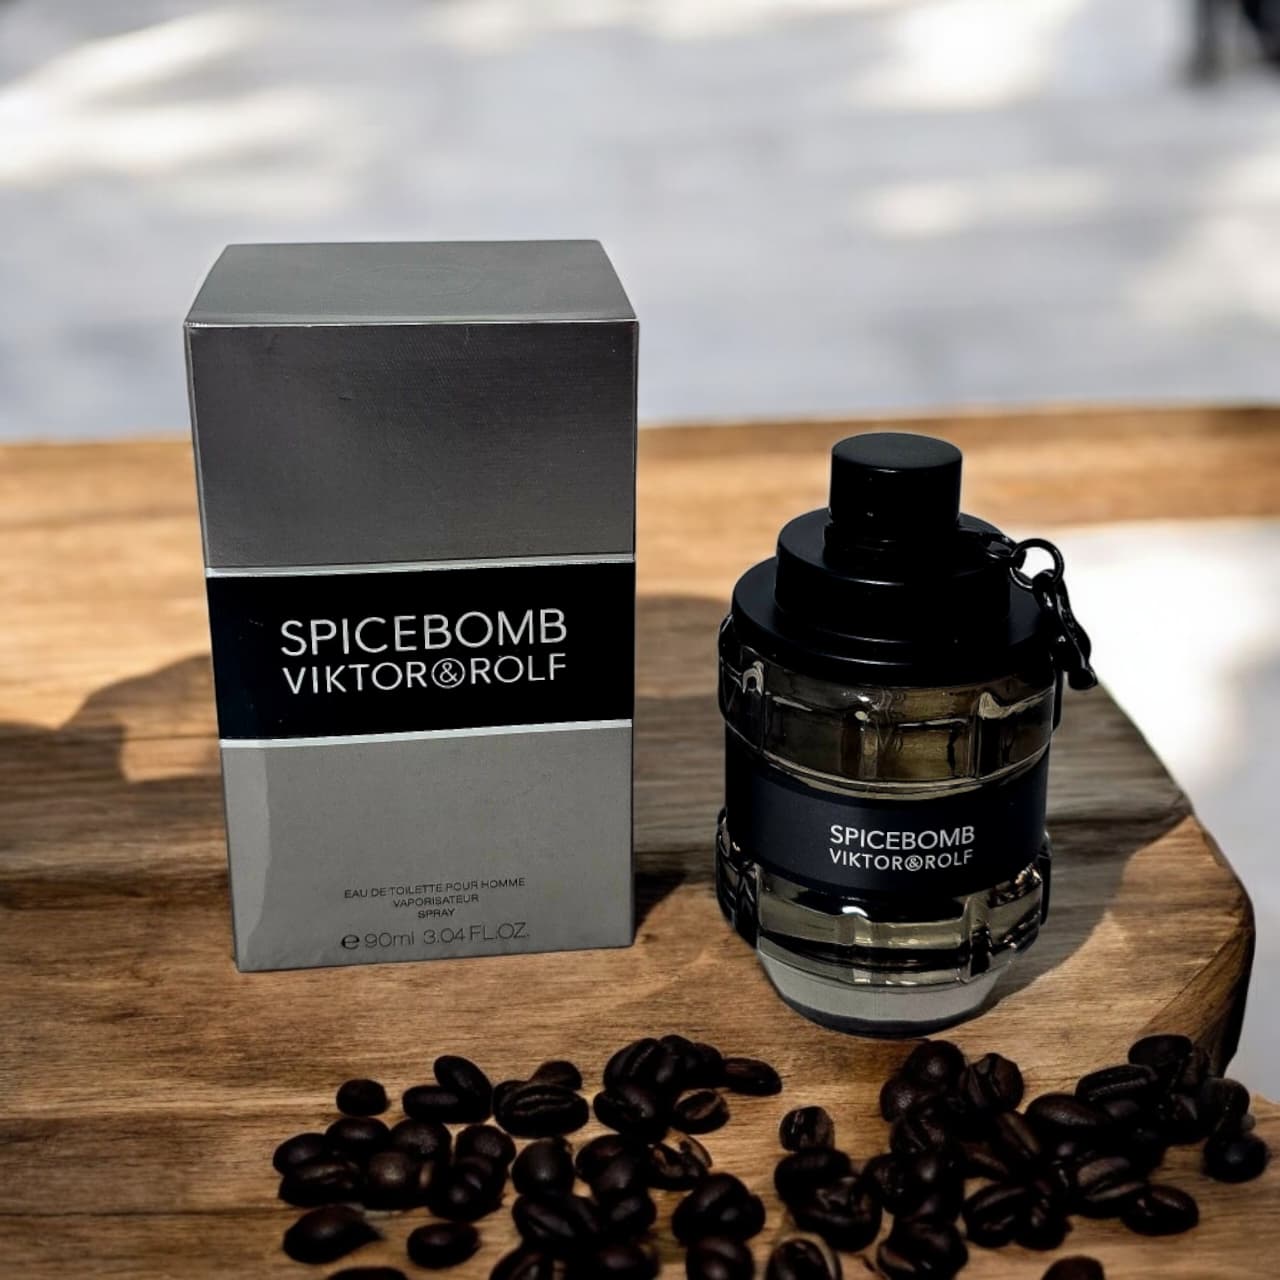 SPICEBOMB
VIKTOR&ROLF
EAU DE TOILETTE POUR HOMME
VAPORISATEUR
SPRAY
e 90ml 3.04 FL.OZ.
SPICEBOMB
VIKTOR&ROLF